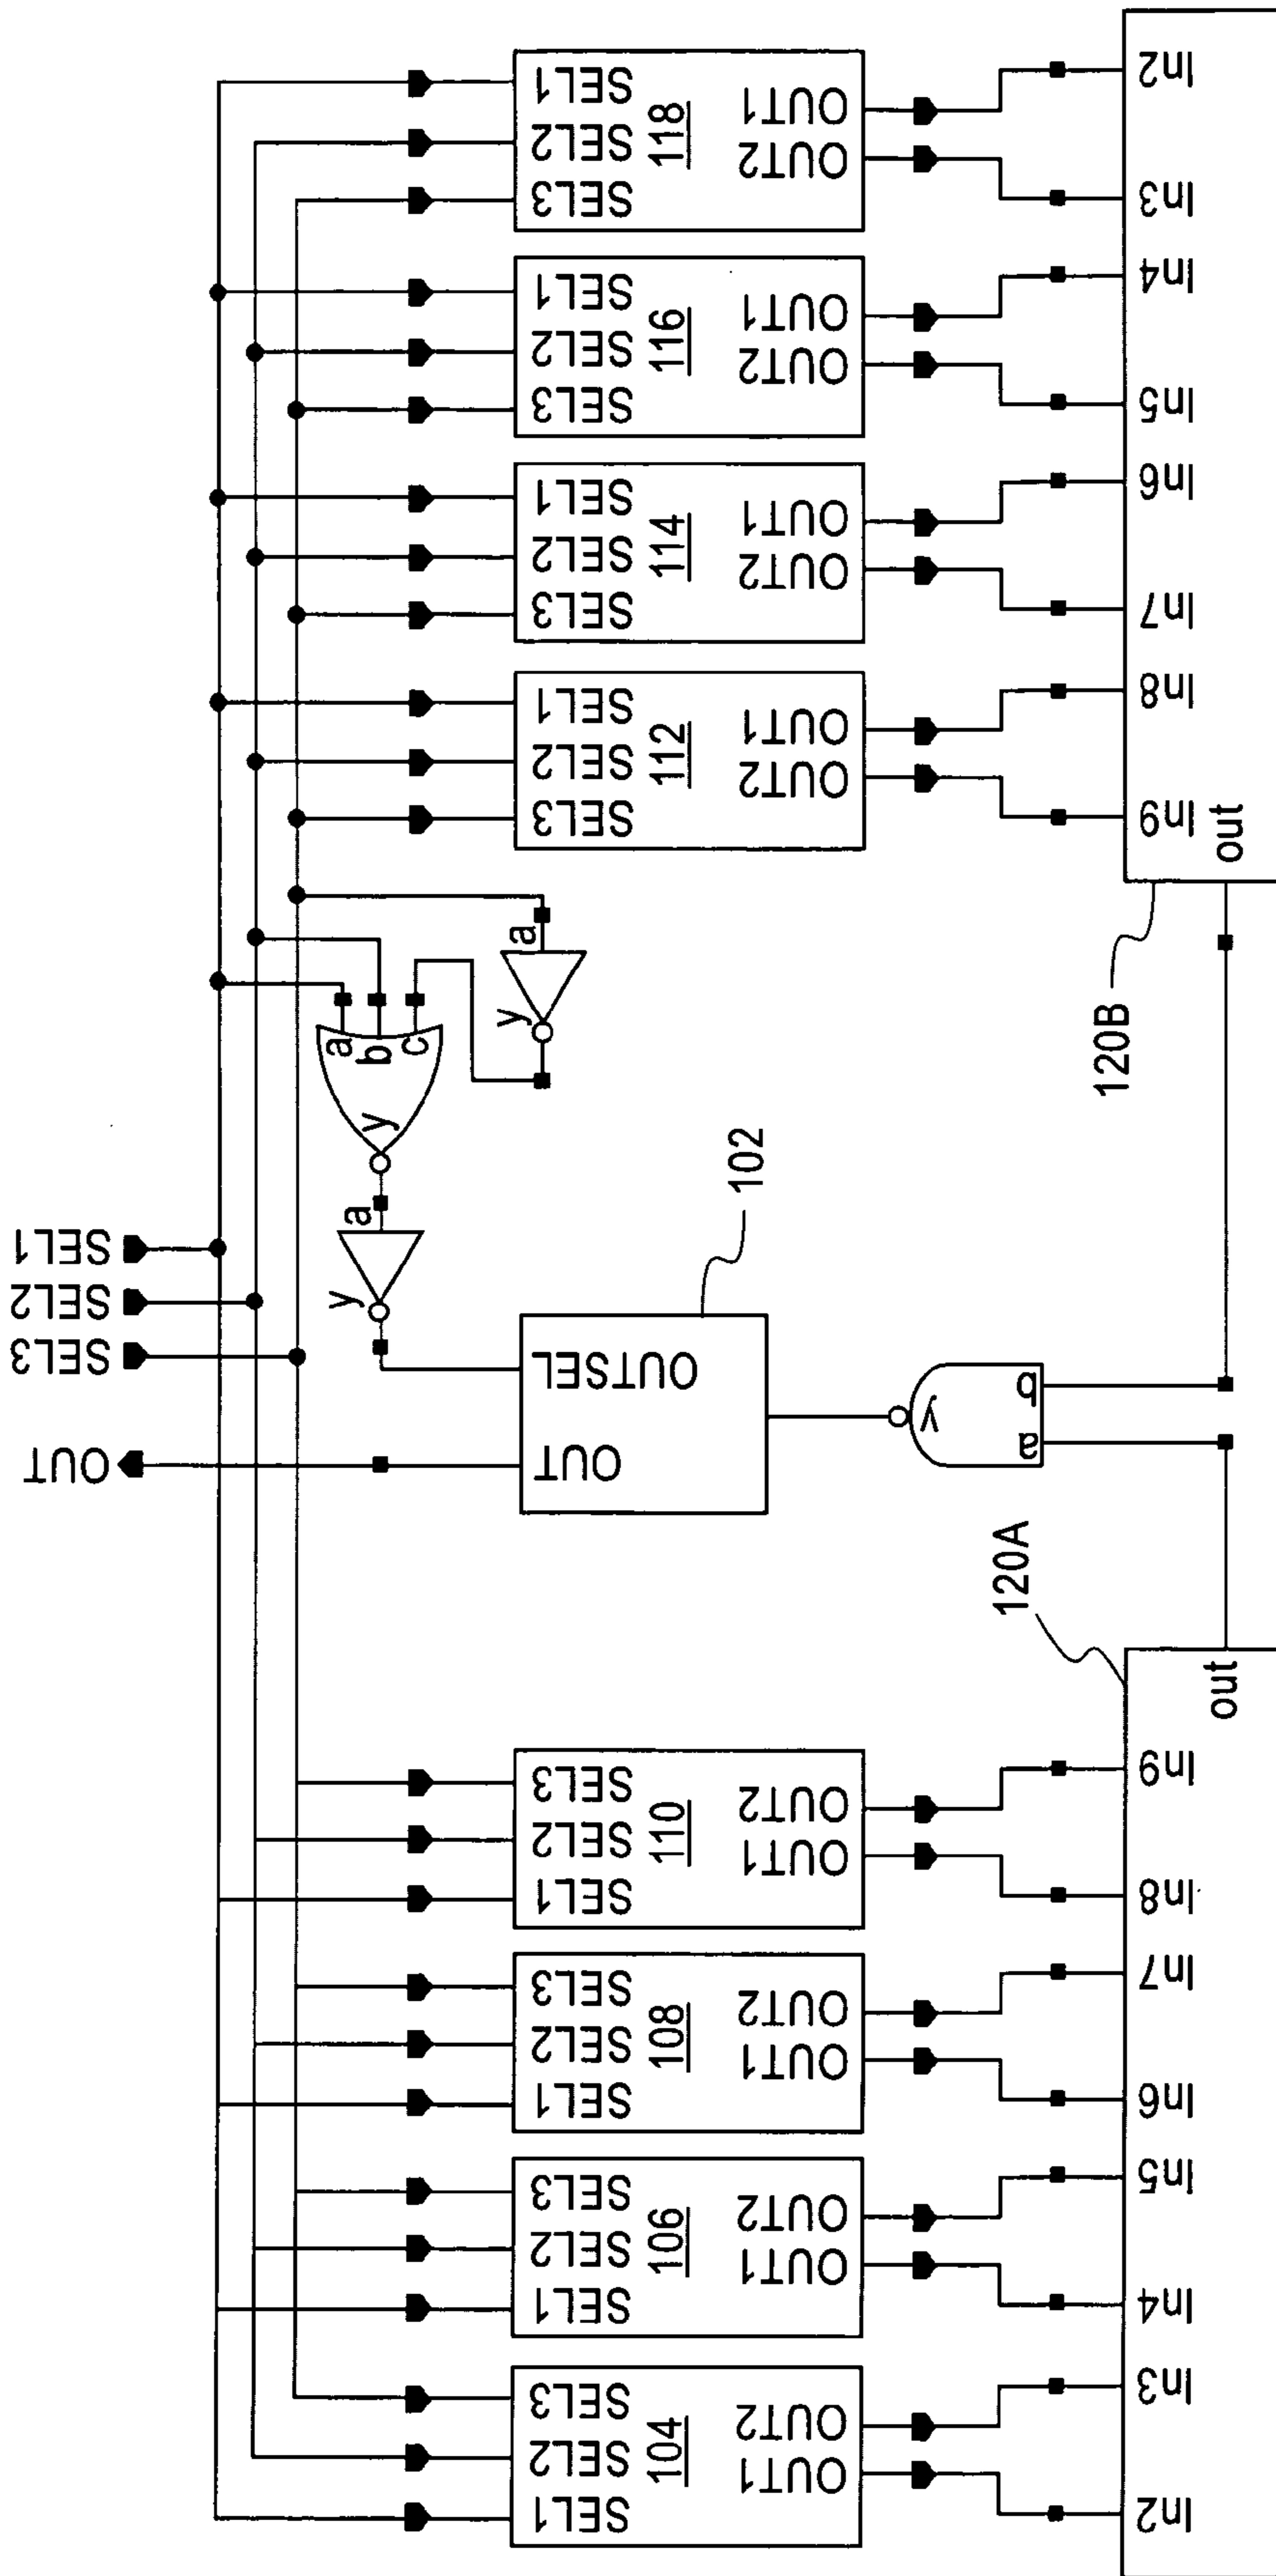 SEL1
SEL2
SEL3
OUT
SEL1
SEL2
SEL3
118
OUT1
OUT2
In2
In3
SEL1
SEL2
SEL3
116
OUT1
OUT2
In4
In5
SEL1
SEL2
SEL3
114
OUT1
OUT2
In6
In7
SEL1
SEL2
SEL3
112
OUT1
OUT2
In8
In9
out
120B
a
y
a
b
c
y
a
y
102
OUTSEL
OUT
y
b
a
120A
out
SEL3
SEL2
SEL1
110
OUT2
OUT1
In9
In8
SEL3
SEL2
SEL1
108
OUT2
OUT1
In7
In6
SEL3
SEL2
SEL1
106
OUT2
OUT1
In5
In4
SEL3
SEL2
SEL1
104
OUT2
OUT1
In3
In2